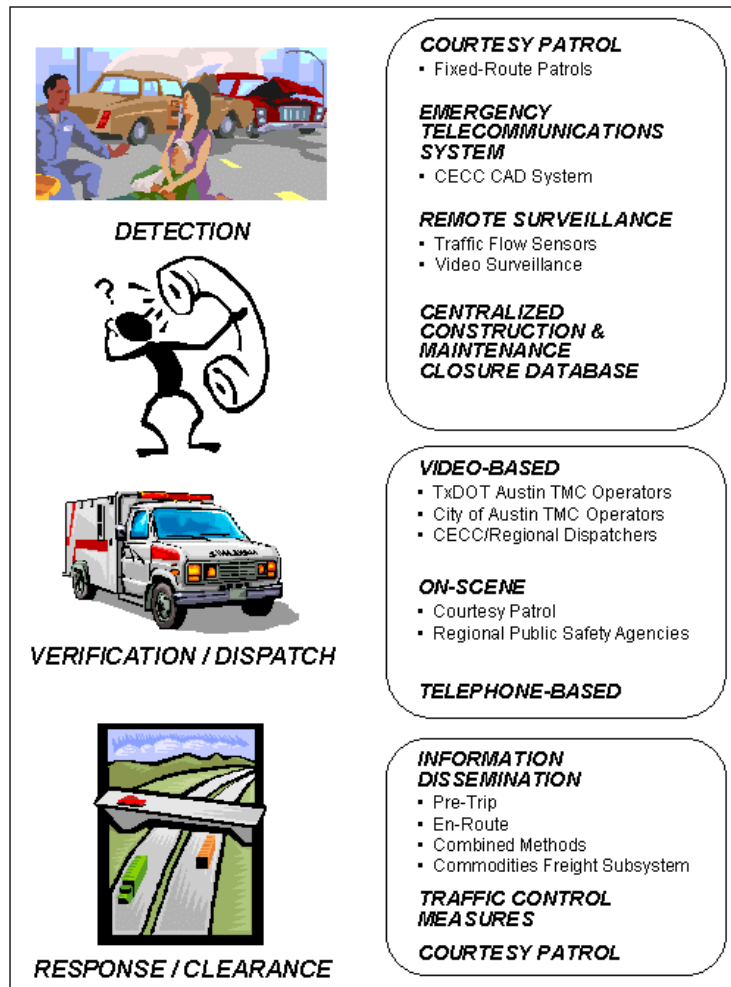 COURTESY PATROL
▪ Fixed-Route Patrols
EMERGENCY
TELECOMMUNICATIONS
SYSTEM
▪ CECC CAD System
REMOTE SURVEILLANCE
▪ Traffic Flow Sensors
▪ Video Surveillance
CENTRALIZED
CONSTRUCTION &
MAINTENANCE
CLOSURE DATABASE
DETECTION
?
VIDEO-BASED
▪ TxDOT Austin TMC Operators
▪ City of Austin TMC Operators
▪ CECC/Regional Dispatchers
ON-SCENE
▪ Courtesy Patrol
▪ Regional Public Safety Agencies
TELEPHONE-BASED
VERIFICATION / DISPATCH
INFORMATION
DISSEMINATION
▪ Pre-Trip
▪ En-Route
▪ Combined Methods
▪ Commodities Freight Subsystem
TRAFFIC CONTROL
MEASURES
COURTESY PATROL
RESPONSE / CLEARANCE